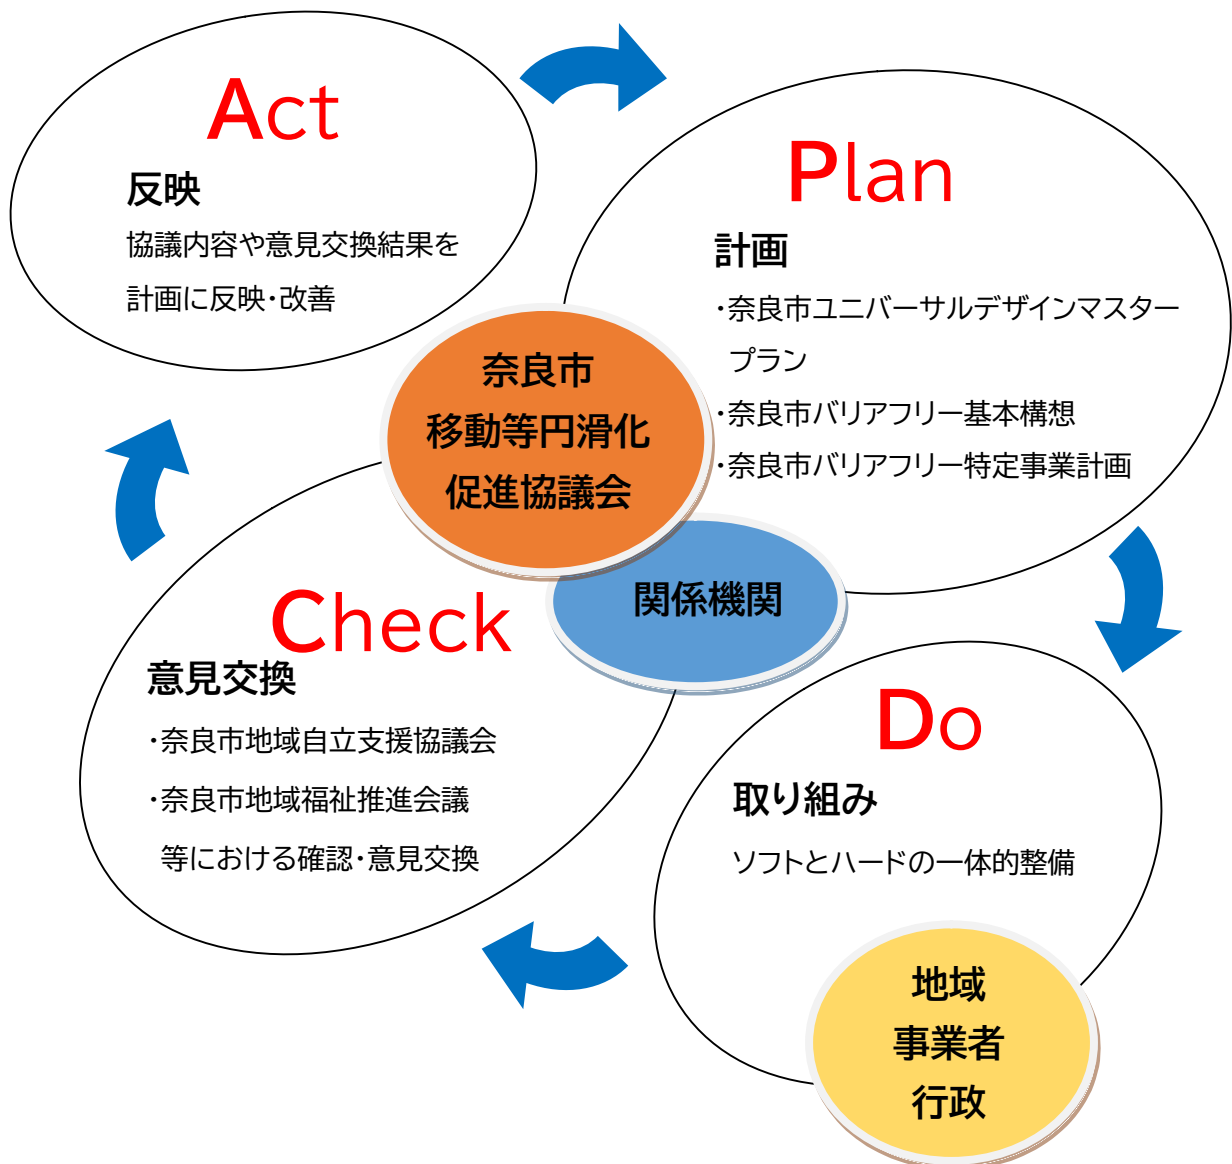 Act
反映
協議内容や意見交換結果を
計画に反映・改善
Plan
計画
・奈良市ユニバーサルデザインマスター
プラン
・奈良市バリアフリー基本構想
・奈良市バリアフリー特定事業計画
奈良市
移動等円滑化
促進協議会
関係機関
Check
意見交換
・奈良市地域自立支援協議会
・奈良市地域福祉推進会議
等における確認・意見交換
Do
取り組み
ソフトとハードの一体的整備
地域
事業者
行政